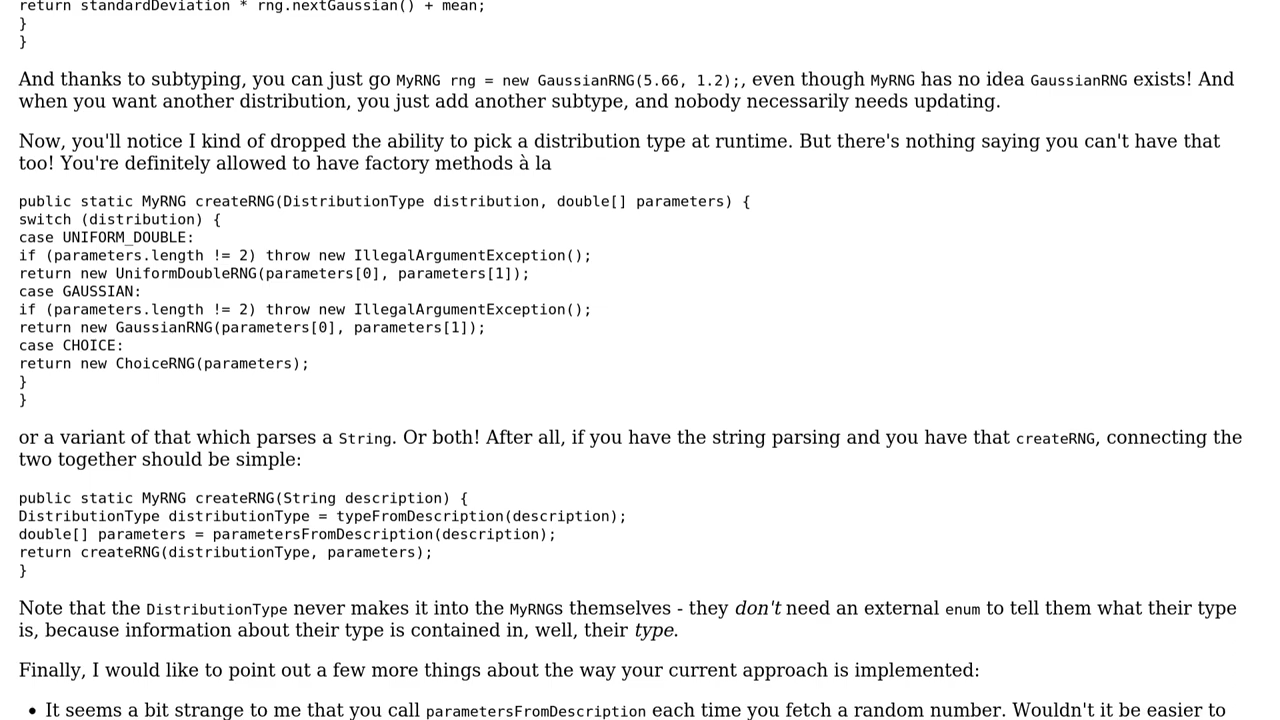 return standardDeviation * rng.nextGaussian() + mean;
}
}
And thanks to subtyping, you can just go MyRNG rng = new GaussianRNG(5.66, 1.2);, even though MyRNG has no idea GaussianRNG exists! And
when you want another distribution, you just add another subtype, and nobody necessarily needs updating.
Now, you'll notice I kind of dropped the ability to pick a distribution type at runtime. But there's nothing saying you can't have that
too! You're definitely allowed to have factory methods à la
public static MyRNG createRNG(DistributionType distribution, double[] parameters) {
switch (distribution) {
case UNIFORM_DOUBLE:
if (parameters.length != 2) throw new IllegalArgumentException();
return new UniformDoubleRNG(parameters[0], parameters[1]);
case GAUSSIAN:
if (parameters.length != 2) throw new IllegalArgumentException();
return new GaussianRNG(parameters[0], parameters[1]);
case CHOICE:
return new ChoiceRNG(parameters);
}
}
or a variant of that which parses a String. Or both! After all, if you have the string parsing and you have that createRNG, connecting the
two together should be simple:
public static MyRNG createRNG(String description) {
DistributionType distributionType = typeFromDescription(description);
double[] parameters = parametersFromDescription(description);
return createRNG(distributionType, parameters);
}
Note that the DistributionType never makes it into the MyRNGs themselves - they don't need an external enum to tell them what their type
is, because information about their type is contained in, well, their type.
Finally, I would like to point out a few more things about the way your current approach is implemented:
• It seems a bit strange to me that you call parametersFromDescription each time you fetch a random number. Wouldn't it be easier to